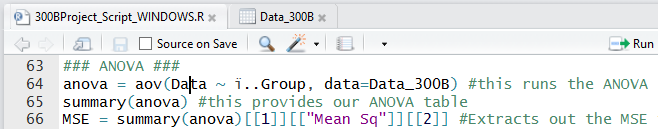 300BProject_Script_WINDOWS.R Data_300B
Source on Save Run
63 ### ANOVA ###
64 anova = aov(Data ~ ï..Group, data=Data_300B) #this runs the ANOVA
65 summary(anova) #this provides our ANOVA table
66 MSE = summary(anova)[[1]][["Mean Sq"]][[2]] #Extracts out the MSE